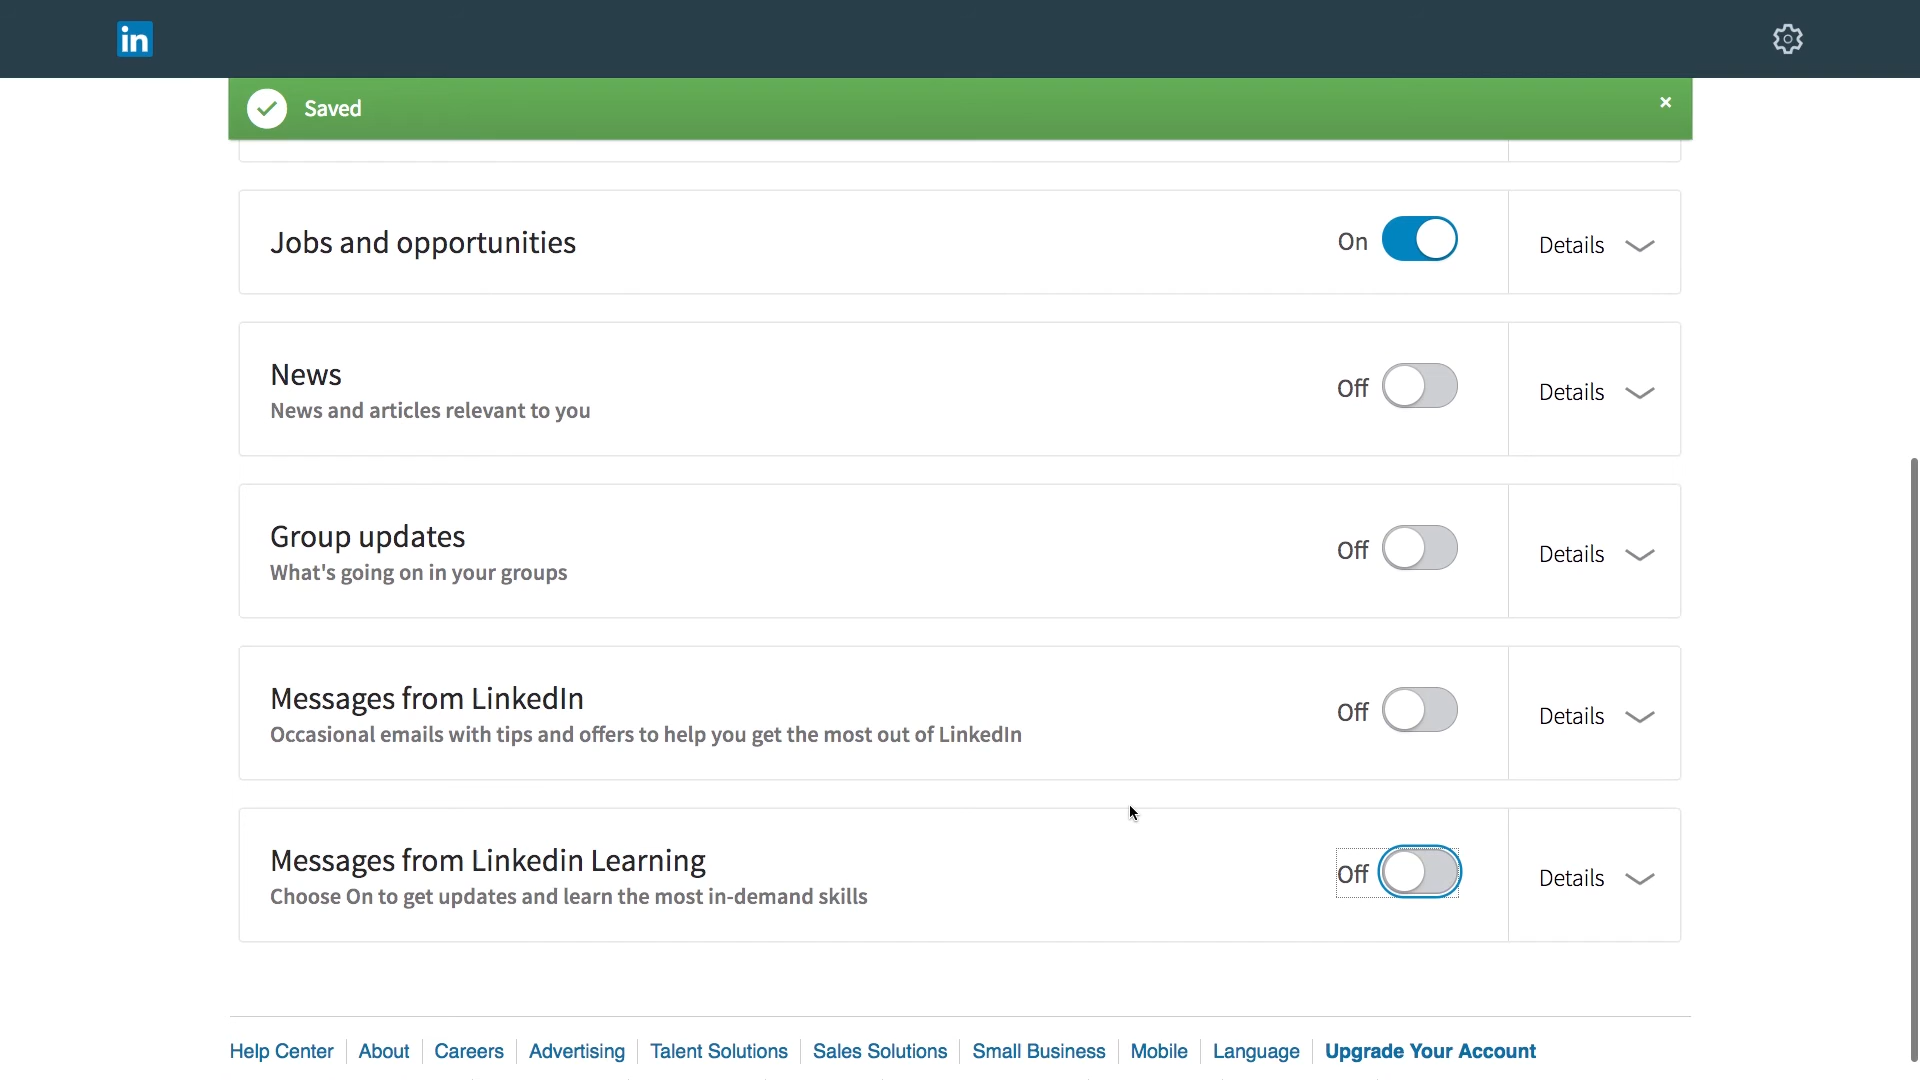 in
Saved ×
Jobs and opportunities On Details
News
News and articles relevant to you
Off Details
Group updates
What's going on in your groups
Off Details
Messages from LinkedIn
Occasional emails with tips and offers to help you get the most out of LinkedIn
Off Details
Messages from Linkedin Learning
Choose On to get updates and learn the most in-demand skills
Off Details
Help Center About Careers Advertising Talent Solutions Sales Solutions Small Business Mobile Language Upgrade Your Account